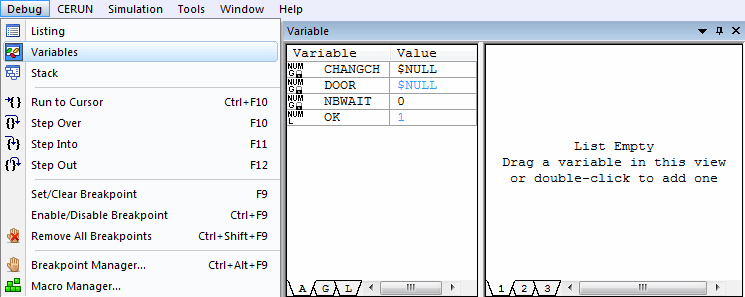 Debug CERUN Simulation Tools Window Help
Listing
Variables
Stack
Run to Cursor Ctrl+F10
Step Over F10
Step Into F11
Step Out F12
Set/Clear Breakpoint F9
Enable/Disable Breakpoint Ctrl+F9
Remove All Breakpoints Ctrl+Shift+F9
Breakpoint Manager... Ctrl+Alt+F9
Macro Manager...
Variable
Variable Value
NUM G CHANGCH $NULL
NUM G DOOR $NULL
NUM G NBWAIT 0
NUM L OK 1
A G L
List Empty
Drag a variable in this view
or double-click to add one
1 2 3